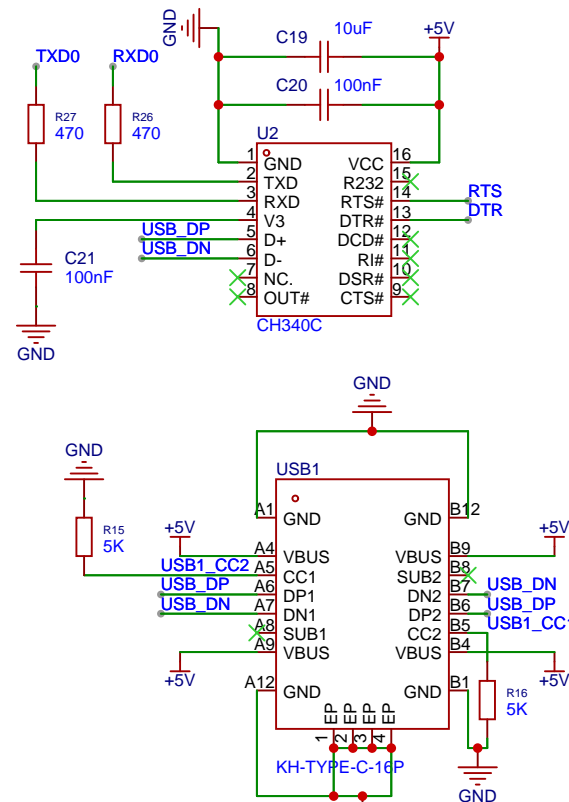 GND
C19
10uF
+5V
TXD0
RXD0
C20
100nF
R27
470
R26
470
U2
1 GND VCC 16
2 TXD R232 15
3 RXD RTS# 14 RTS
4 V3 DTR# 13 DTR
USB_DP 5 D+ DCD# 12
USB_DN 6 D- RI# 11
7 NC. DSR# 10
8 OUT# CTS# 9
C21
100nF
CH340C
GND
GND
GND
USB1
R15
5K
A1 GND GND B12
+5V A4 VBUS VBUS B9 +5V
USB1_CC2 A5 CC1 SUB2 B8
USB_DP A6 DP1 DN2 B7 USB_DN
USB_DN A7 DN1 DP2 B6 USB_DP
A8 SUB1 CC2 B5 USB1_CC1
+5V A9 VBUS VBUS B4 +5V
A12 GND GND B1
R16
5K
EP EP EP EP
1 2 3 4
KH-TYPE-C-16P
GND